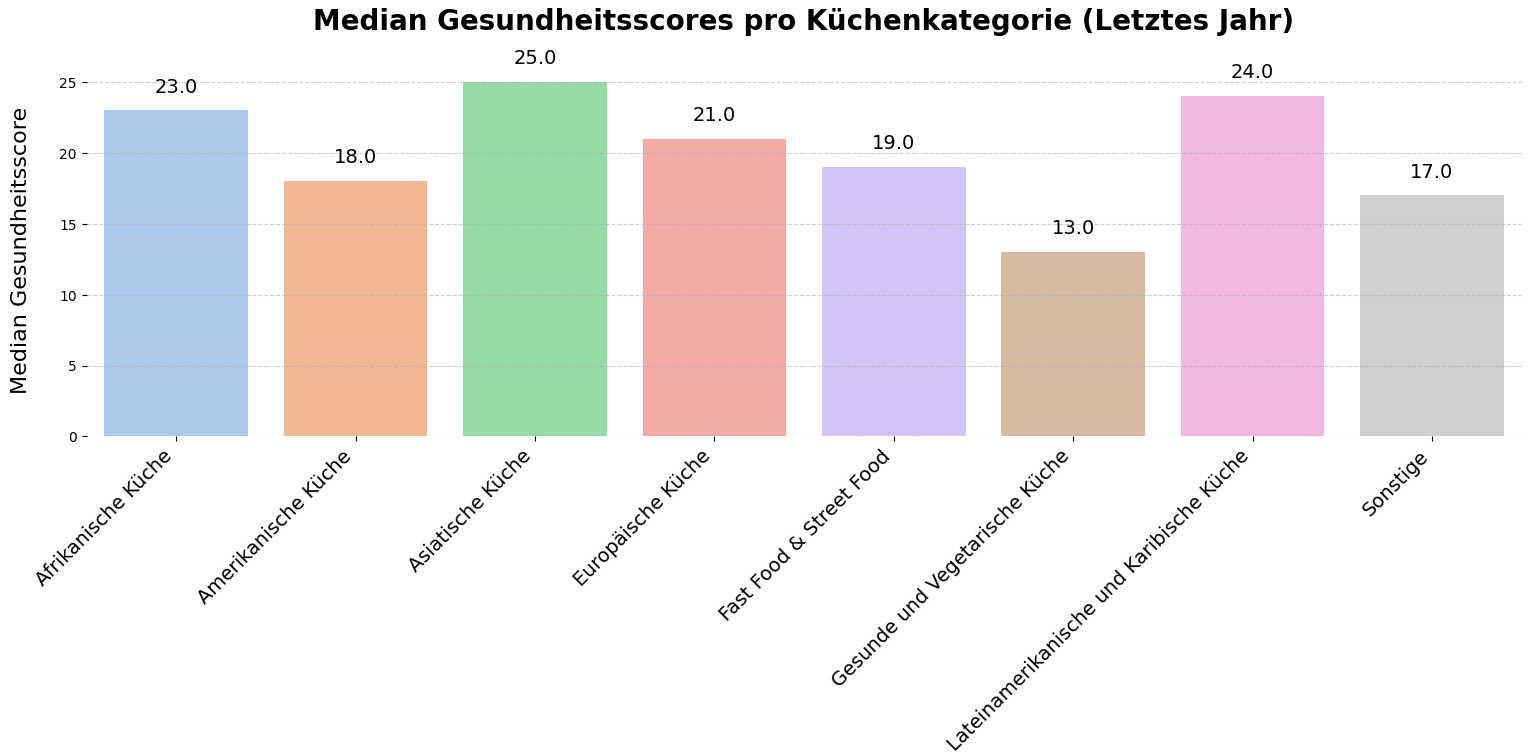 Median Gesundheitsscores pro Küchenkategorie (Letztes Jahr)
Median Gesundheitsscore
25
20
15
10
5
0
23.0
18.0
25.0
21.0
19.0
13.0
24.0
17.0
Afrikanische Küche
Amerikanische Küche
Asiatische Küche
Europäische Küche
Fast Food & Street Food
Gesunde und Vegetarische Küche
Lateinamerikanische und Karibische Küche
Sonstige